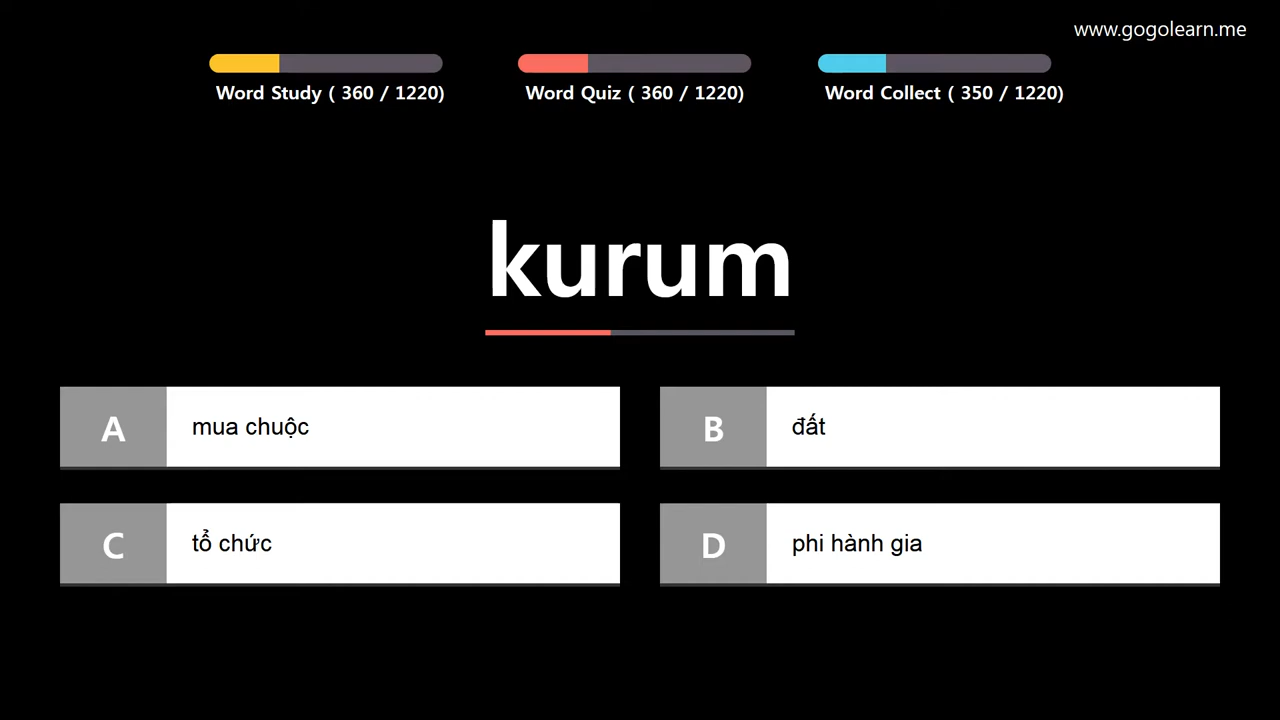 www.gogolearn.me
Word Study ( 360 / 1220)
Word Quiz ( 360 / 1220)
Word Collect ( 350 / 1220)
kurum
A
mua chuộc
B
đất
C
tổ chức
D
phi hành gia